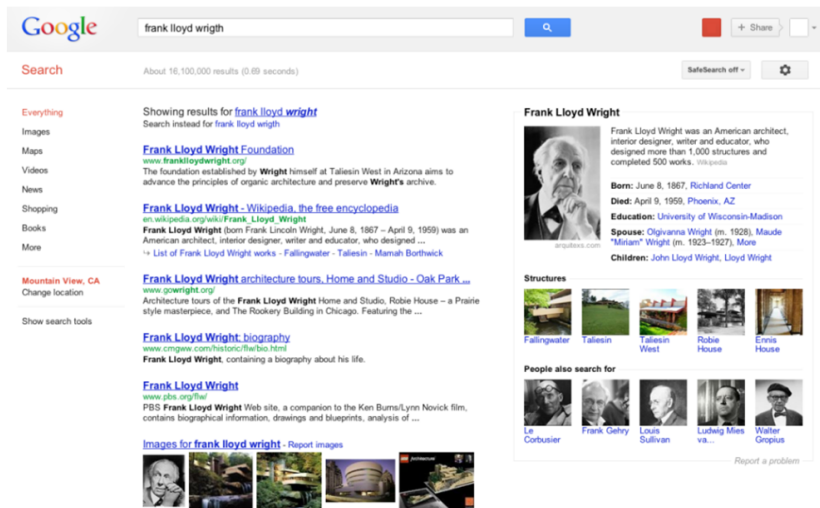 Google
frank lloyd wrigth
+ Share
Search
About 16,100,000 results (0.69 seconds)
SafeSearch off
Everything
Images
Maps
Videos
News
Shopping
Books
More
Mountain View, CA
Change location
Show search tools
Showing results for frank lloyd wright
Search instead for frank lloyd wrigth
Frank Lloyd Wright Foundation
www.franklloydwright.org/
The foundation established by Wright himself at Taliesin West in Arizona aims to
advance the principles of organic architecture and preserve Wright's archive.
Frank Lloyd Wright - Wikipedia, the free encyclopedia
en.wikipedia.org/wiki/Frank_Lloyd_Wright
Frank Lloyd Wright (born Frank Lincoln Wright, June 8, 1867 – April 9, 1959) was an
American architect, interior designer, writer and educator, who designed ...
List of Frank Lloyd Wright works - Fallingwater - Taliesin - Mamah Borthwick
Frank Lloyd Wright architecture tours, Home and Studio - Oak Park ...
www.gowright.org/
Architecture tours of the Frank Lloyd Wright Home and Studio, Robie House – a Prairie
style masterpiece, and The Rookery Building in Chicago. Featuring the ...
Frank Lloyd Wright: biography
www.cmgww.com/historic/flw/bio.html
Frank Lloyd Wright, containing a biography about his life.
Frank Lloyd Wright
www.pbs.org/flw/
PBS Frank Lloyd Wright Web site, a companion to the Ken Burns/Lynn Novick film,
contains biographical information, drawings and blueprints, analysis of ...
Images for frank lloyd wright - Report images
Frank Lloyd Wright
Frank Lloyd Wright was an American architect,
interior designer, writer and educator, who
designed more than 1,000 structures and
completed 500 works. Wikipedia
arqutexs.com
Born: June 8, 1867, Richland Center
Died: April 9, 1959, Phoenix, AZ
Education: University of Wisconsin-Madison
Spouse: Olgivanna Wright (m. 1928), Maude
"Miriam" Wright (m. 1923–1927), More
Children: John Lloyd Wright, Lloyd Wright
Structures
Fallingwater
Taliesin
Taliesin
West
Robie
House
Ennis
House
People also search for
Le
Corbusier
Frank Gehry
Louis
Sullivan
Ludwig Mies
va...
Walter
Gropius
Report a problem